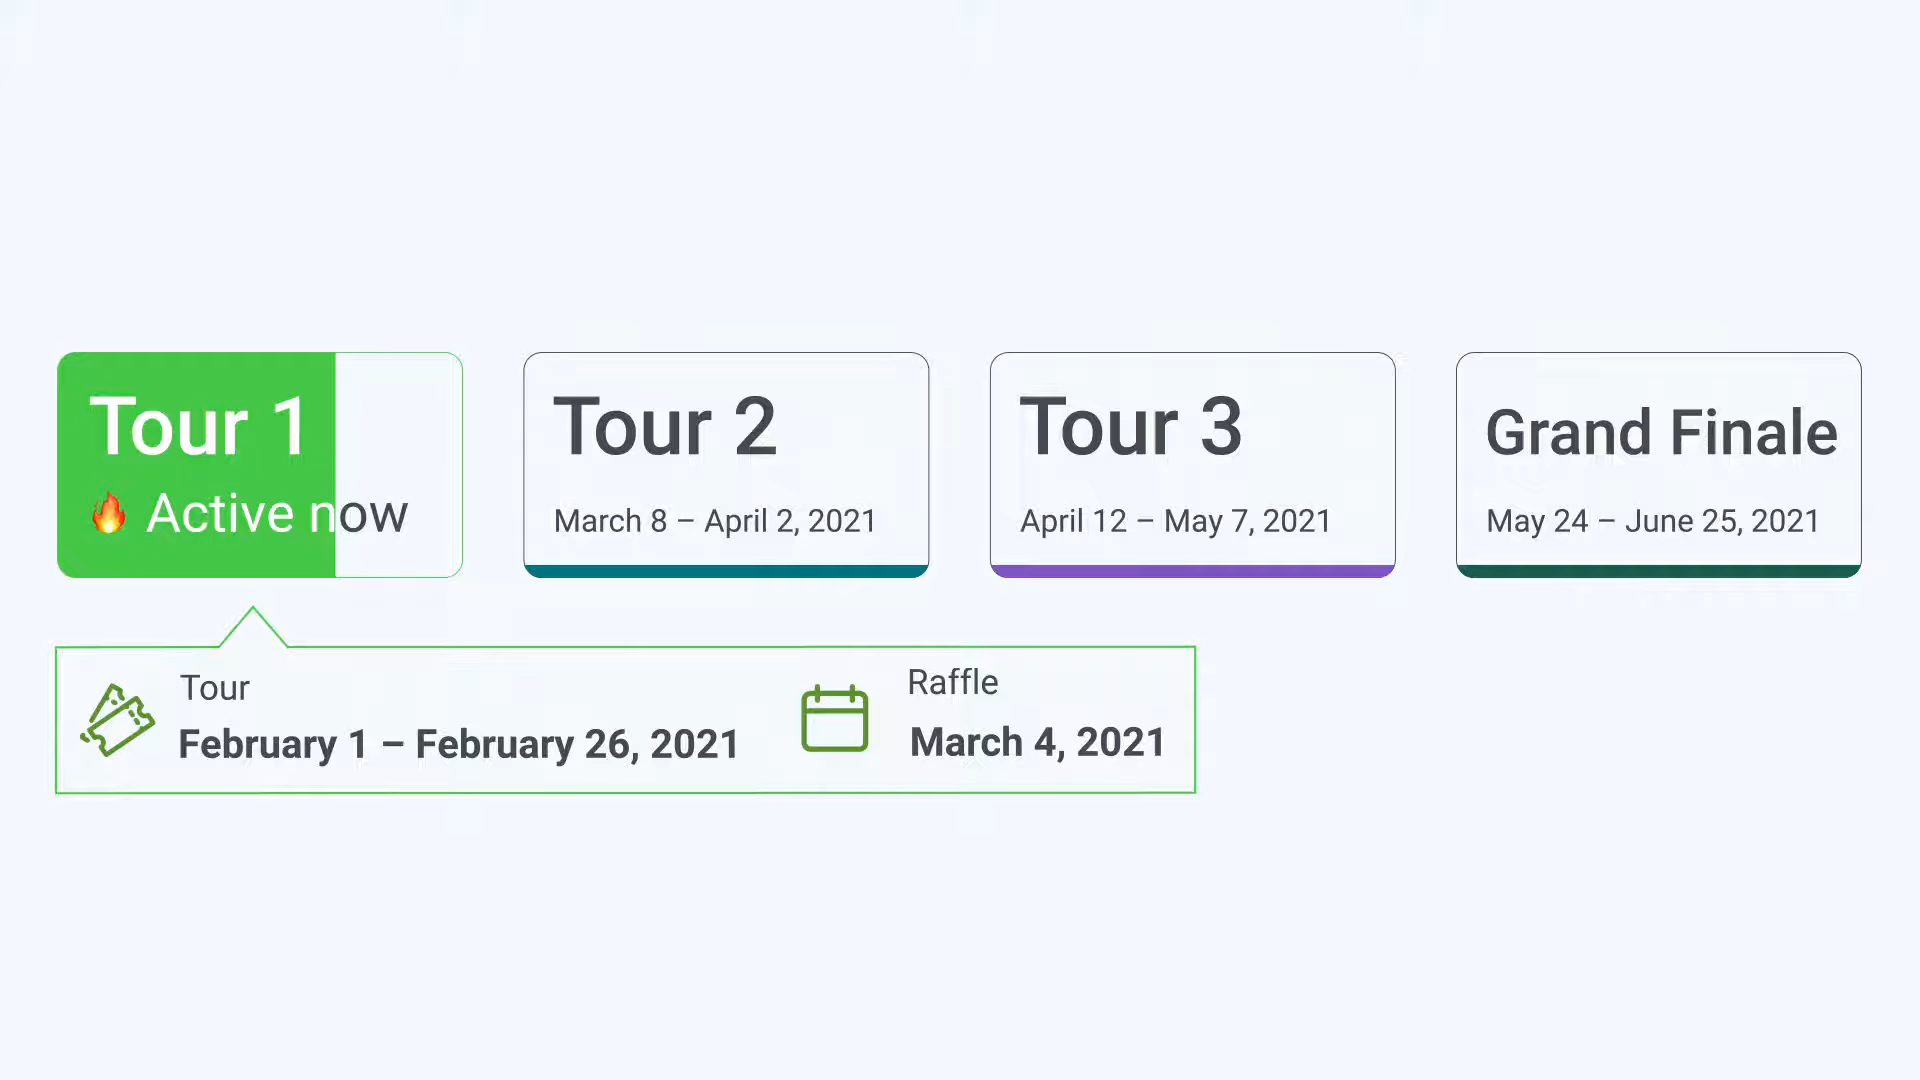 Tour 1
🔥 Active now
Tour 2
March 8 – April 2, 2021
Tour 3
April 12 – May 7, 2021
Grand Finale
May 24 – June 25, 2021
Tour
February 1 – February 26, 2021
Raffle
March 4, 2021